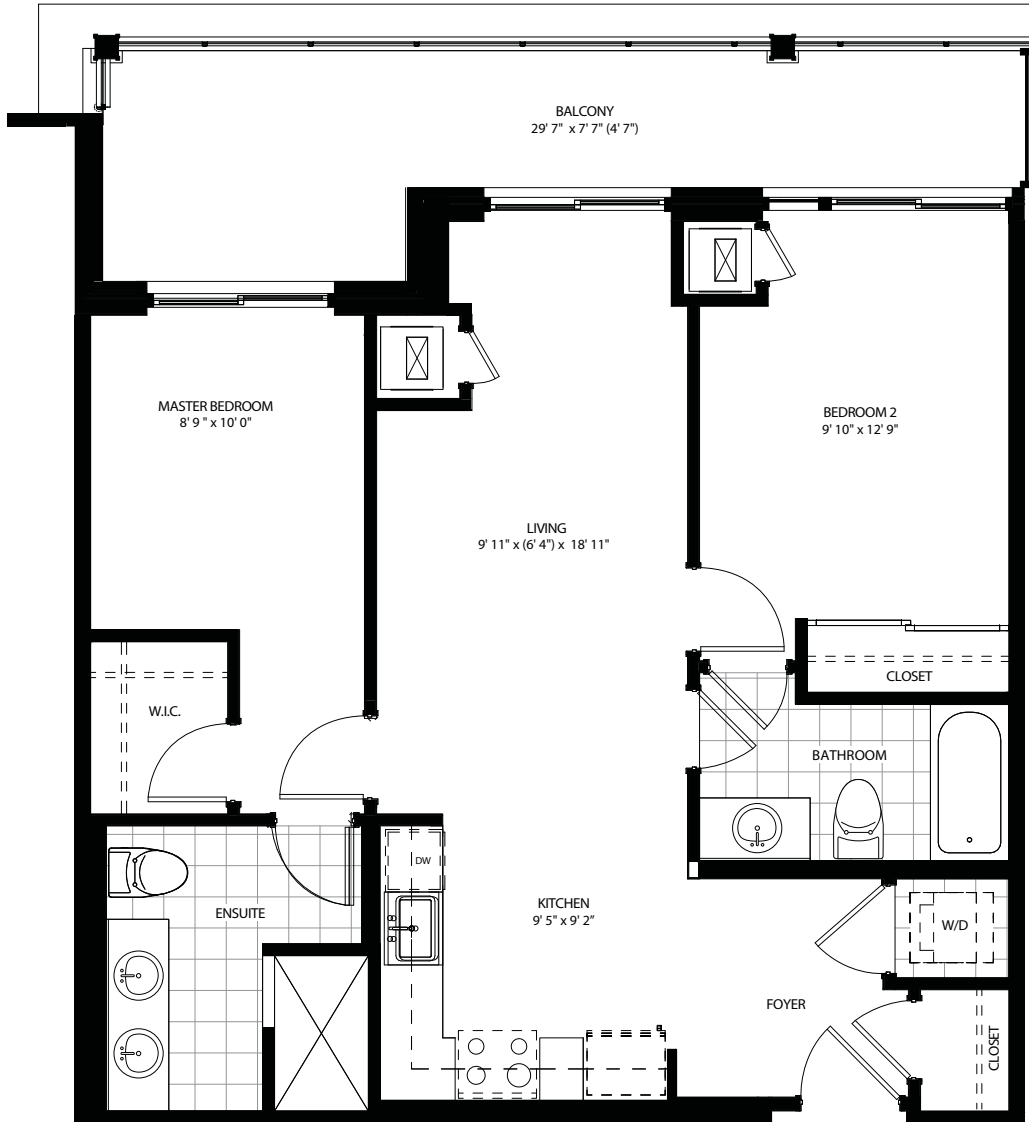 BALCONY
29' 7" x 7' 7" (4' 7")
MASTER BEDROOM
8' 9 " x 10' 0"
BEDROOM 2
9' 10" x 12' 9"
LIVING
9' 11" x (6' 4") x 18' 11"
CLOSET
W.I.C.
BATHROOM
DW
KITCHEN
9' 5" x 9' 2”
ENSUITE
W/D
FOYER
CLOSET